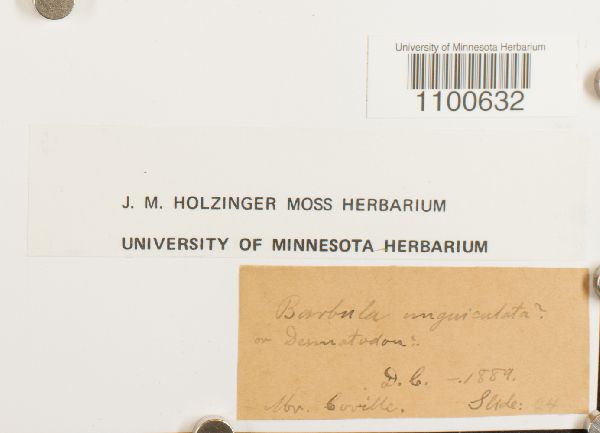 University of Minnesota Herbarium
1100632
J. M. HOLZINGER MOSS HERBARIUM
UNIVERSITY OF MINNESOTA HERBARIUM
Barbula unguiculata?
or Desmatodon?
D. C. - 1889.
Mr. Coville. Slide: